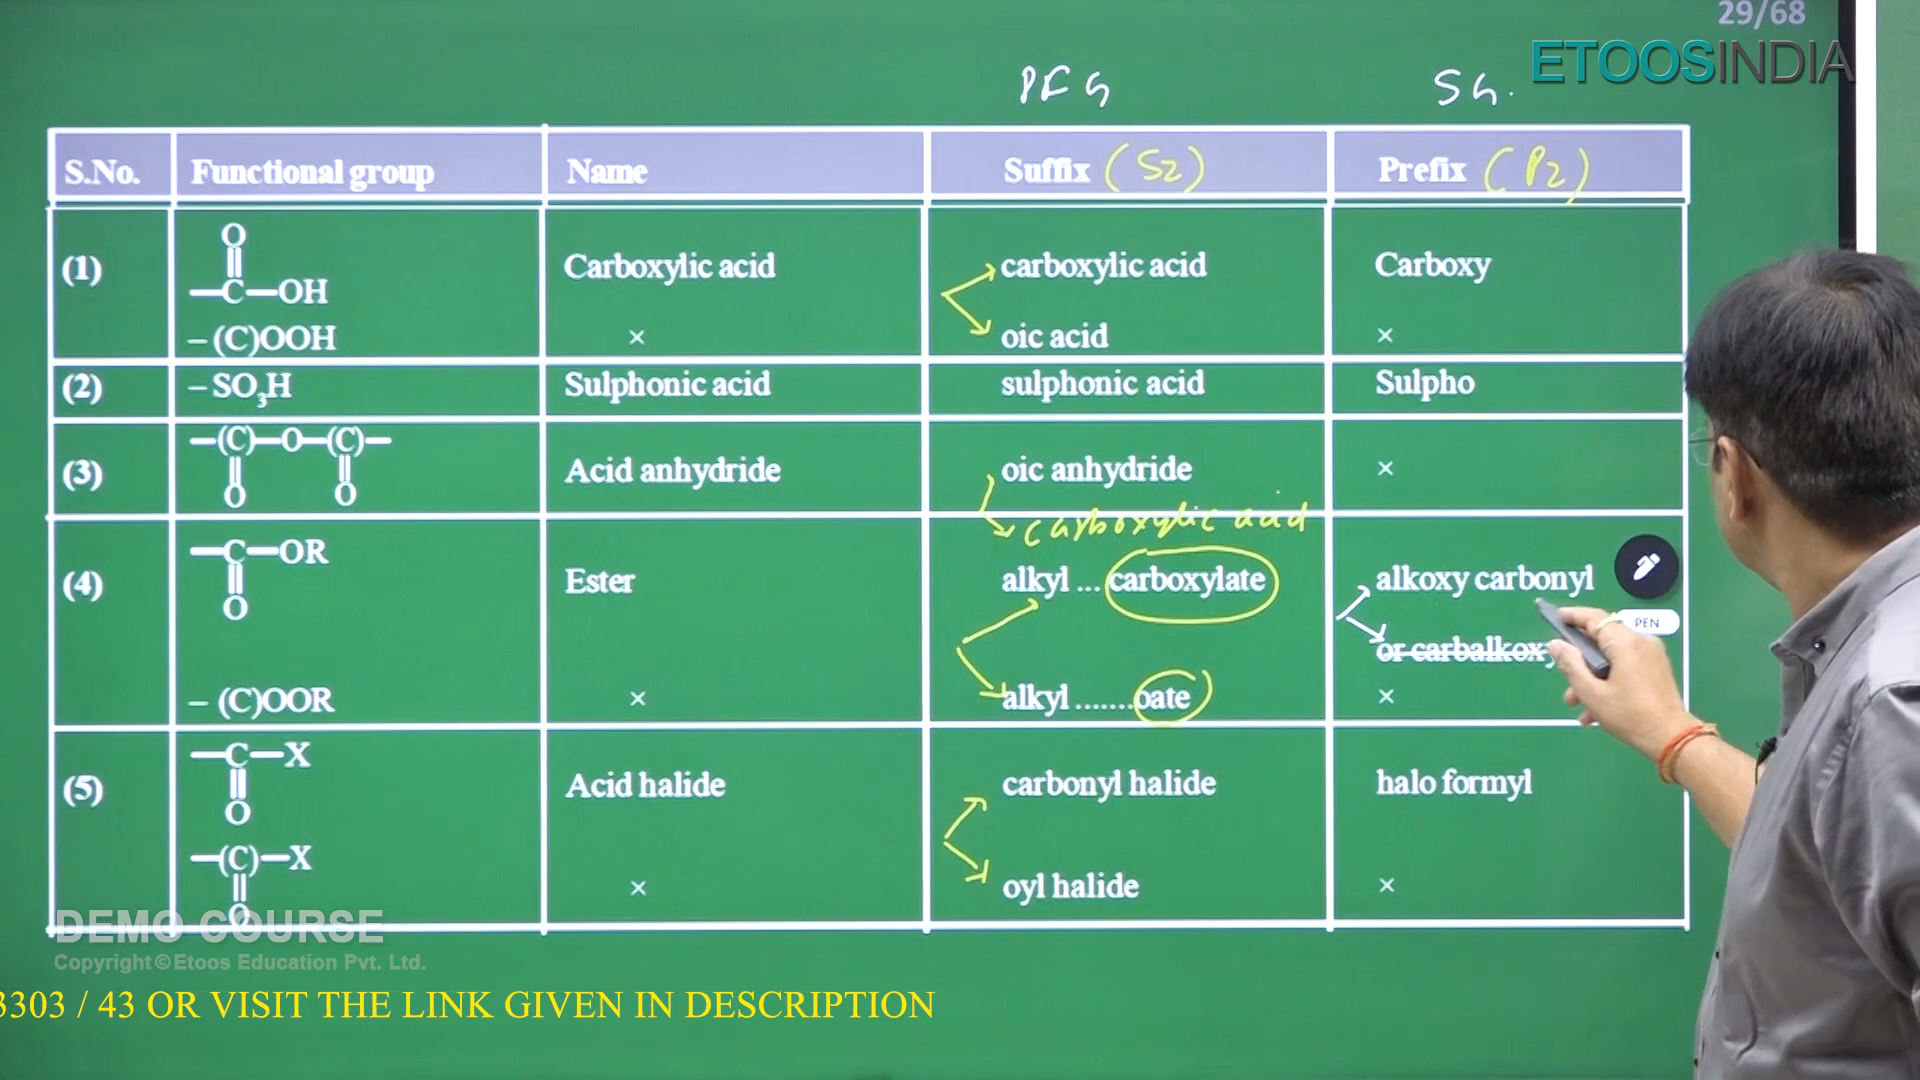 29/68
ETOOSINDIA
PFG SG.
S.No. Functional group Name Suffix (S2) Prefix (P2)
(1) O
||
—C—OH Carboxylic acid carboxylic acid Carboxy
– (C)OOH × oic acid ×
(2) – SO3H Sulphonic acid sulphonic acid Sulpho
(3) —(C)—O—(C)— Acid anhydride oic anhydride ×
|| ||
O O
carboxylic acid
(4) —C—OR Ester alkyl ... carboxylate alkoxy carbonyl
||
O
or carbalkoxy
– (C)OOR × alkyl .......oate ×
(5) —C—X Acid halide carbonyl halide halo formyl
||
O
—(C)—X × oyl halide ×
||
O
PEN
DEMO COURSE
Copyright © Etoos Education Pvt. Ltd.
3303 / 43 OR VISIT THE LINK GIVEN IN DESCRIPTION